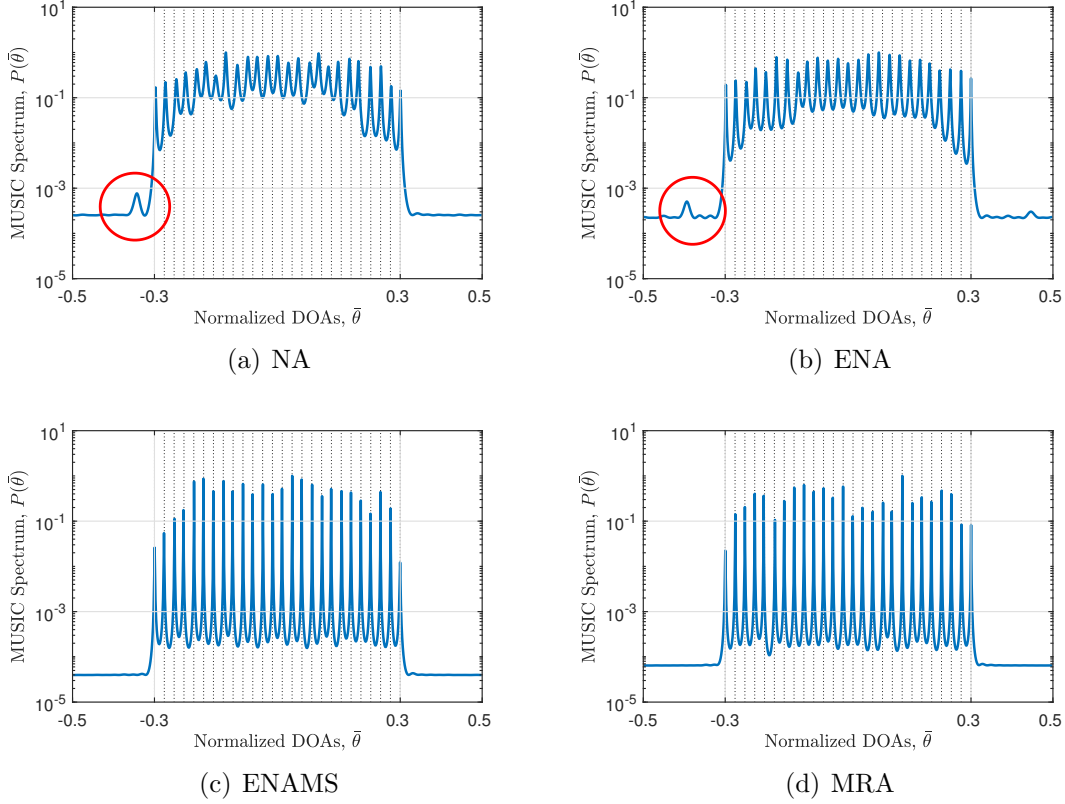 10^1
10^-1
10^-3
10^-5
MUSIC Spectrum, P(θ̄)
-0.5 -0.3 0.3 0.5
Normalized DOAs, θ̄
(a) NA
10^1
10^-1
10^-3
10^-5
MUSIC Spectrum, P(θ̄)
-0.5 -0.3 0.3 0.5
Normalized DOAs, θ̄
(b) ENA
10^1
10^-1
10^-3
10^-5
MUSIC Spectrum, P(θ̄)
-0.5 -0.3 0.3 0.5
Normalized DOAs, θ̄
(c) ENAMS
10^1
10^-1
10^-3
10^-5
MUSIC Spectrum, P(θ̄)
-0.5 -0.3 0.3 0.5
Normalized DOAs, θ̄
(d) MRA